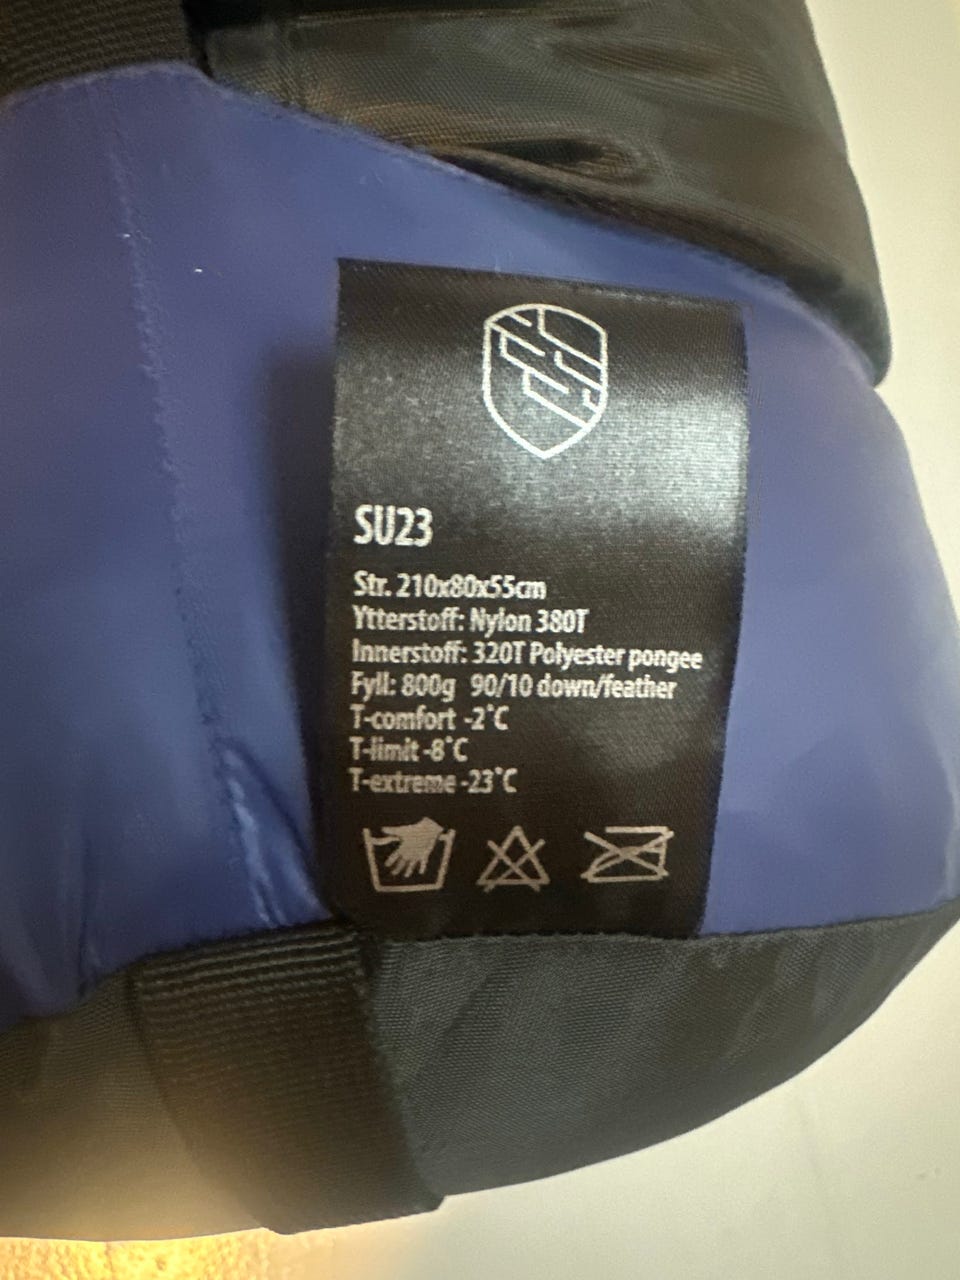 SU23
Str. 210x80x55cm
Ytterstoff: Nylon 380T
Innerstoff: 320T Polyester pongee
Fyll: 800g 90/10 down/feather
T-comfort -2°C
T-limit -8°C
T-extreme -23°C